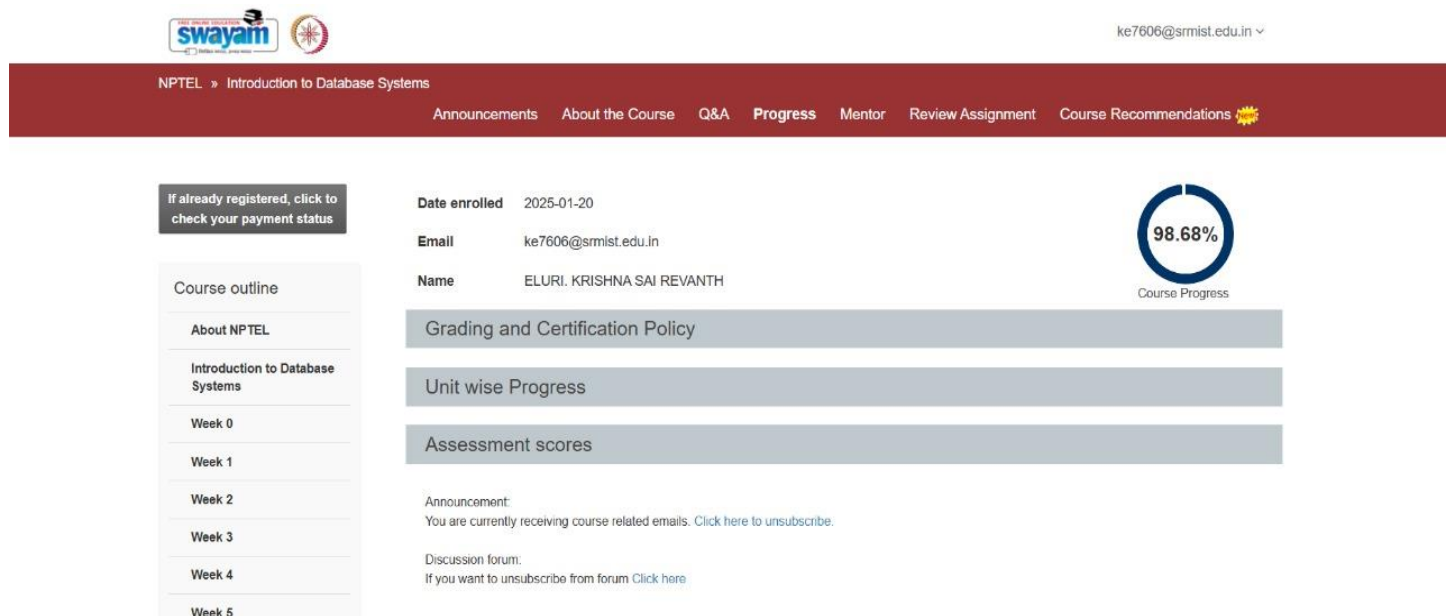 FREE ONLINE EDUCATION
swayam
ke7606@srmist.edu.in
NPTEL » Introduction to Database Systems
Announcements About the Course Q&A Progress Mentor Review Assignment Course Recommendations
If already registered, click to
check your payment status
Date enrolled 2025-01-20
Email ke7606@srmist.edu.in
Name ELURI. KRISHNA SAI REVANTH
98.68%
Course Progress
Course outline
About NPTEL
Introduction to Database
Systems
Week 0
Week 1
Week 2
Week 3
Week 4
Week 5
Grading and Certification Policy
Unit wise Progress
Assessment scores
Announcement:
You are currently receiving course related emails. Click here to unsubscribe.
Discussion forum:
If you want to unsubscribe from forum Click here